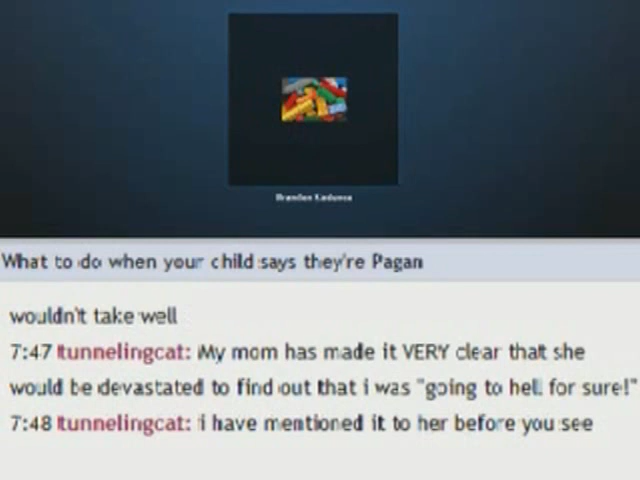 What to do when your child says they're Pagan
wouldn't take well
7:47 tunnelingcat: My mom has made it VERY clear that she
would be devastated to find out that i was "going to hell for sure!"
7:48 tunnelingcat: i have mentioned it to her before you see